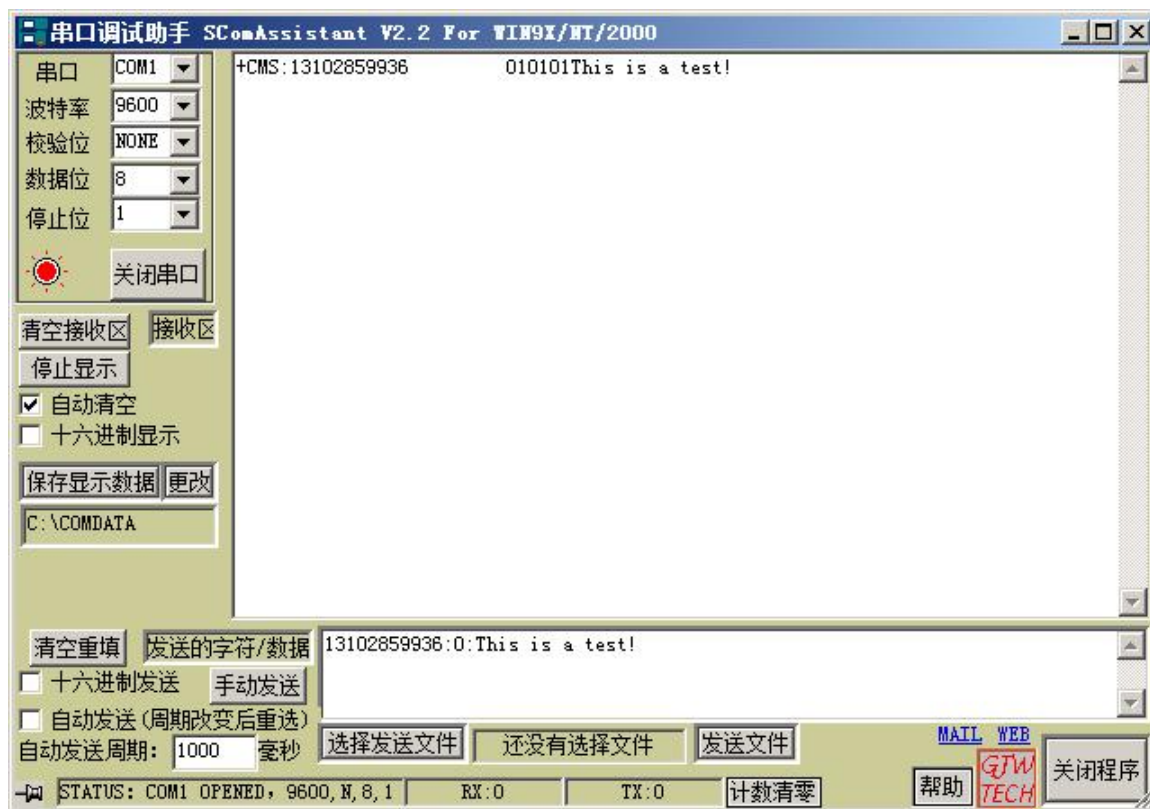 串口调试助手 SComAssistant V2.2 For WIN9X/NT/2000
串口 COM1
波特率 9600
校验位 NONE
数据位 8
停止位 1
关闭串口
清空接收区 接收区
停止显示
自动清空
十六进制显示
保存显示数据 更改
C:\COMDATA
+CMS:13102859936 010101This is a test!
清空重填 发送的字符/数据
13102859936:0:This is a test!
十六进制发送 手动发送
自动发送(周期改变后重选)
自动发送周期: 1000 毫秒
选择发送文件 还没有选择文件 发送文件
MAIL WEB
STATUS: COM1 OPENED, 9600,N,8,1 RX:0 TX:0 计数清零
帮助
GJW
TECH
关闭程序